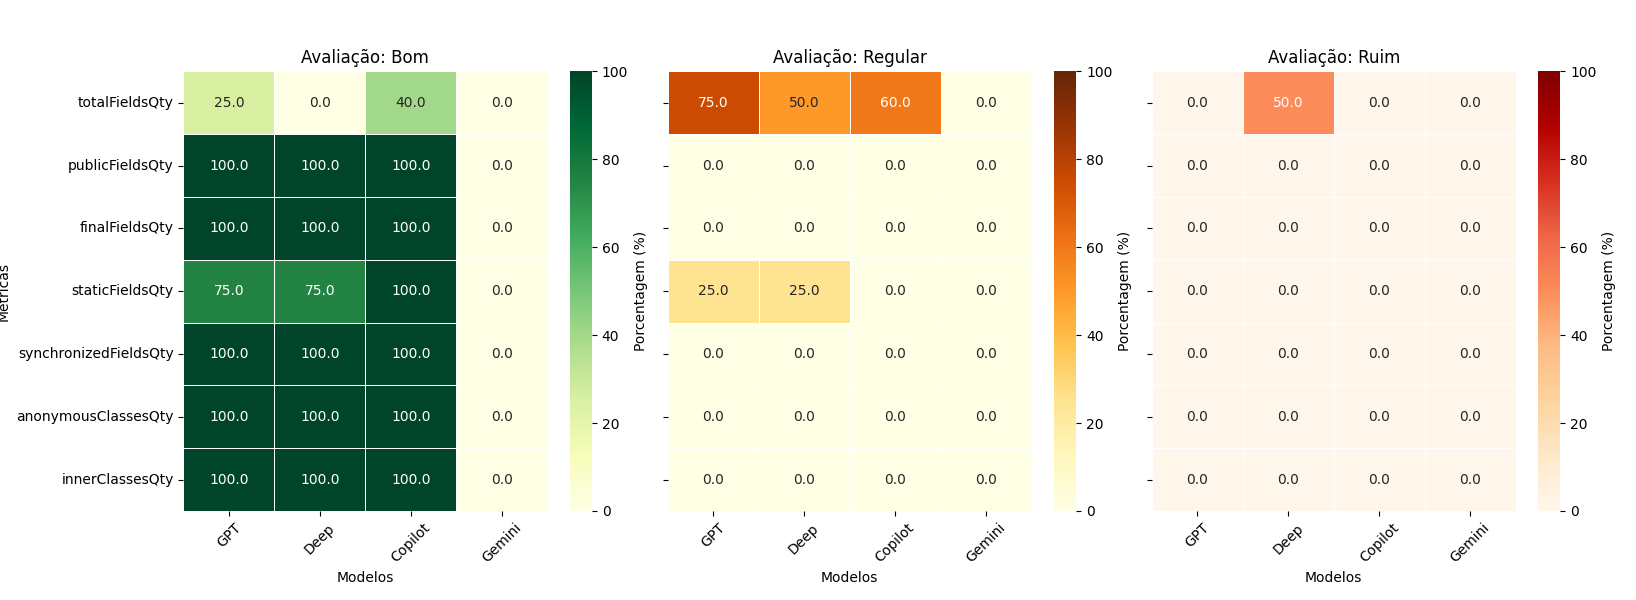 Avaliação: Bom
Avaliação: Regular
Avaliação: Ruim
totalFieldsQty 25.0 0.0 40.0 0.0 75.0 50.0 60.0 0.0 0.0 50.0 0.0 0.0
publicFieldsQty 100.0 100.0 100.0 0.0 0.0 0.0 0.0 0.0 0.0 0.0 0.0 0.0
finalFieldsQty 100.0 100.0 100.0 0.0 0.0 0.0 0.0 0.0 0.0 0.0 0.0 0.0
staticFieldsQty 75.0 75.0 100.0 0.0 25.0 25.0 0.0 0.0 0.0 0.0 0.0 0.0
synchronizedFieldsQty 100.0 100.0 100.0 0.0 0.0 0.0 0.0 0.0 0.0 0.0 0.0 0.0
anonymousClassesQty 100.0 100.0 100.0 0.0 0.0 0.0 0.0 0.0 0.0 0.0 0.0 0.0
innerClassesQty 100.0 100.0 100.0 0.0 0.0 0.0 0.0 0.0 0.0 0.0 0.0 0.0
Métricas
GPT Deep Copilot Gemini
Modelos
100
80
60
40
20
0
Porcentagem (%)
GPT Deep Copilot Gemini
Modelos
100
80
60
40
20
0
Porcentagem (%)
GPT Deep Copilot Gemini
Modelos
100
80
60
40
20
0
Porcentagem (%)